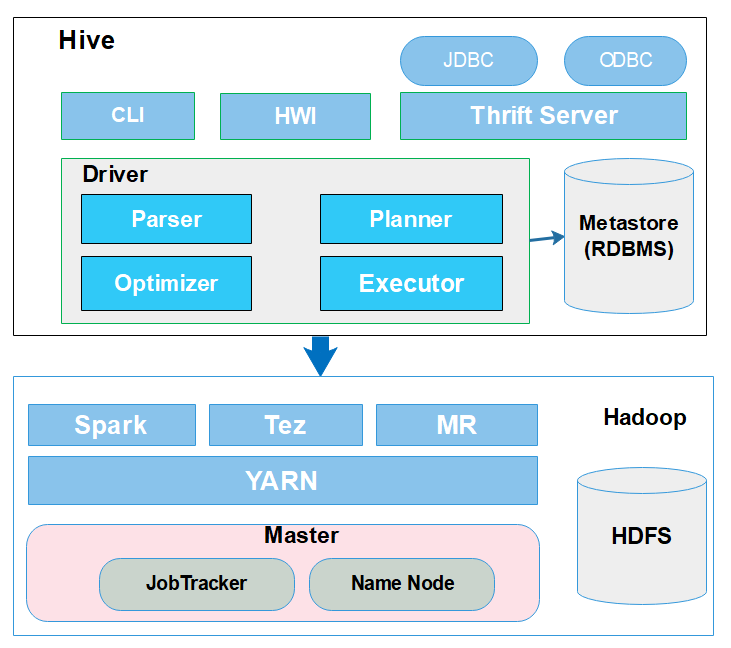 Hive
JDBC
ODBC
CLI
HWI
Thrift Server
Driver
Parser
Planner
Optimizer
Executor
Metastore
(RDBMS)
Spark
Tez
MR
Hadoop
YARN
HDFS
Master
JobTracker
Name Node